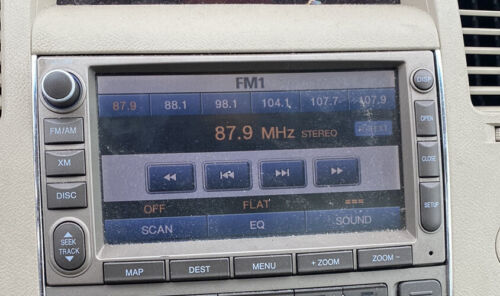 FM1
DISP
87.9 88.1 98.1 104.1 107.7 107.9
87.9 MHz STEREO
FM/AM
OPEN
XM
CLOSE
DISC
OFF FLAT
SCAN EQ SOUND
SETUP
SEEK
TRACK
MAP DEST MENU + ZOOM ZOOM −